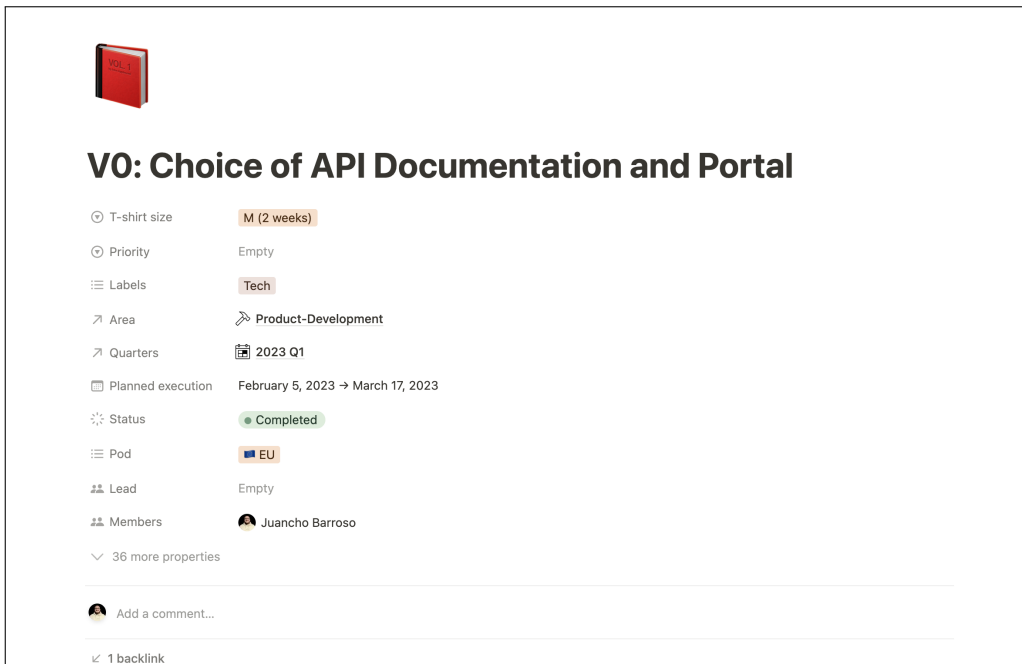 VOL. 1
V0: Choice of API Documentation and Portal
T-shirt size M (2 weeks)
Priority Empty
Labels Tech
Area Product-Development
Quarters 2023 Q1
Planned execution February 5, 2023 → March 17, 2023
Status Completed
Pod EU
Lead Empty
Members Juancho Barroso
36 more properties
Add a comment...
1 backlink